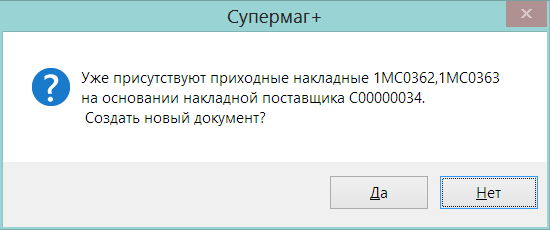 Супермаг+
Уже присутствуют приходные накладные 1МС0362,1МС0363
на основании накладной поставщика С00000034.
Создать новый документ?
Да
Нет